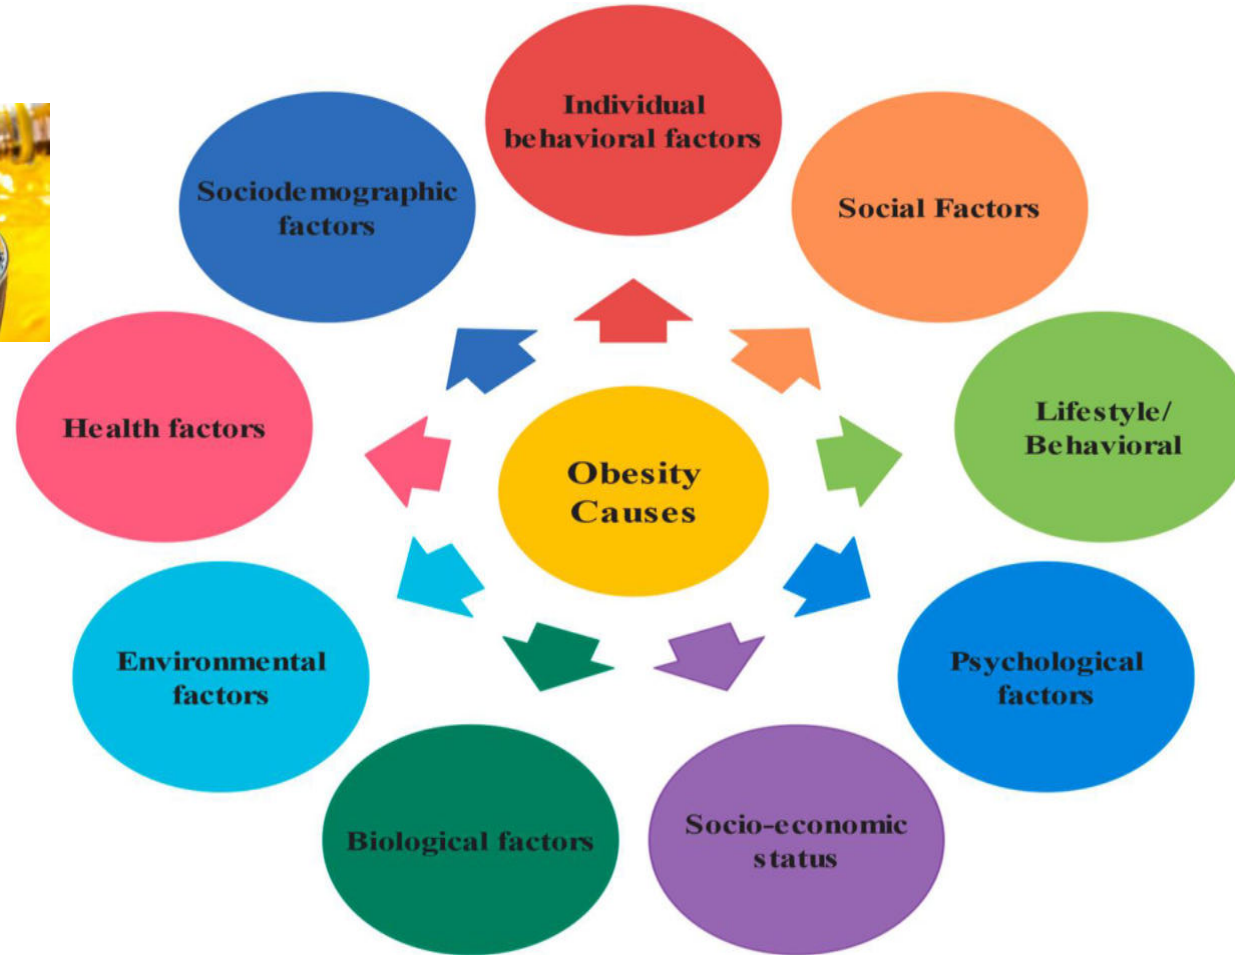 Individual
behavioral factors
Social Factors
Lifestyle/
Behavioral
Psychological
factors
Socio-economic
status
Biological factors
Environmental
factors
Health factors
Sociodemographic
factors
Obesity
Causes